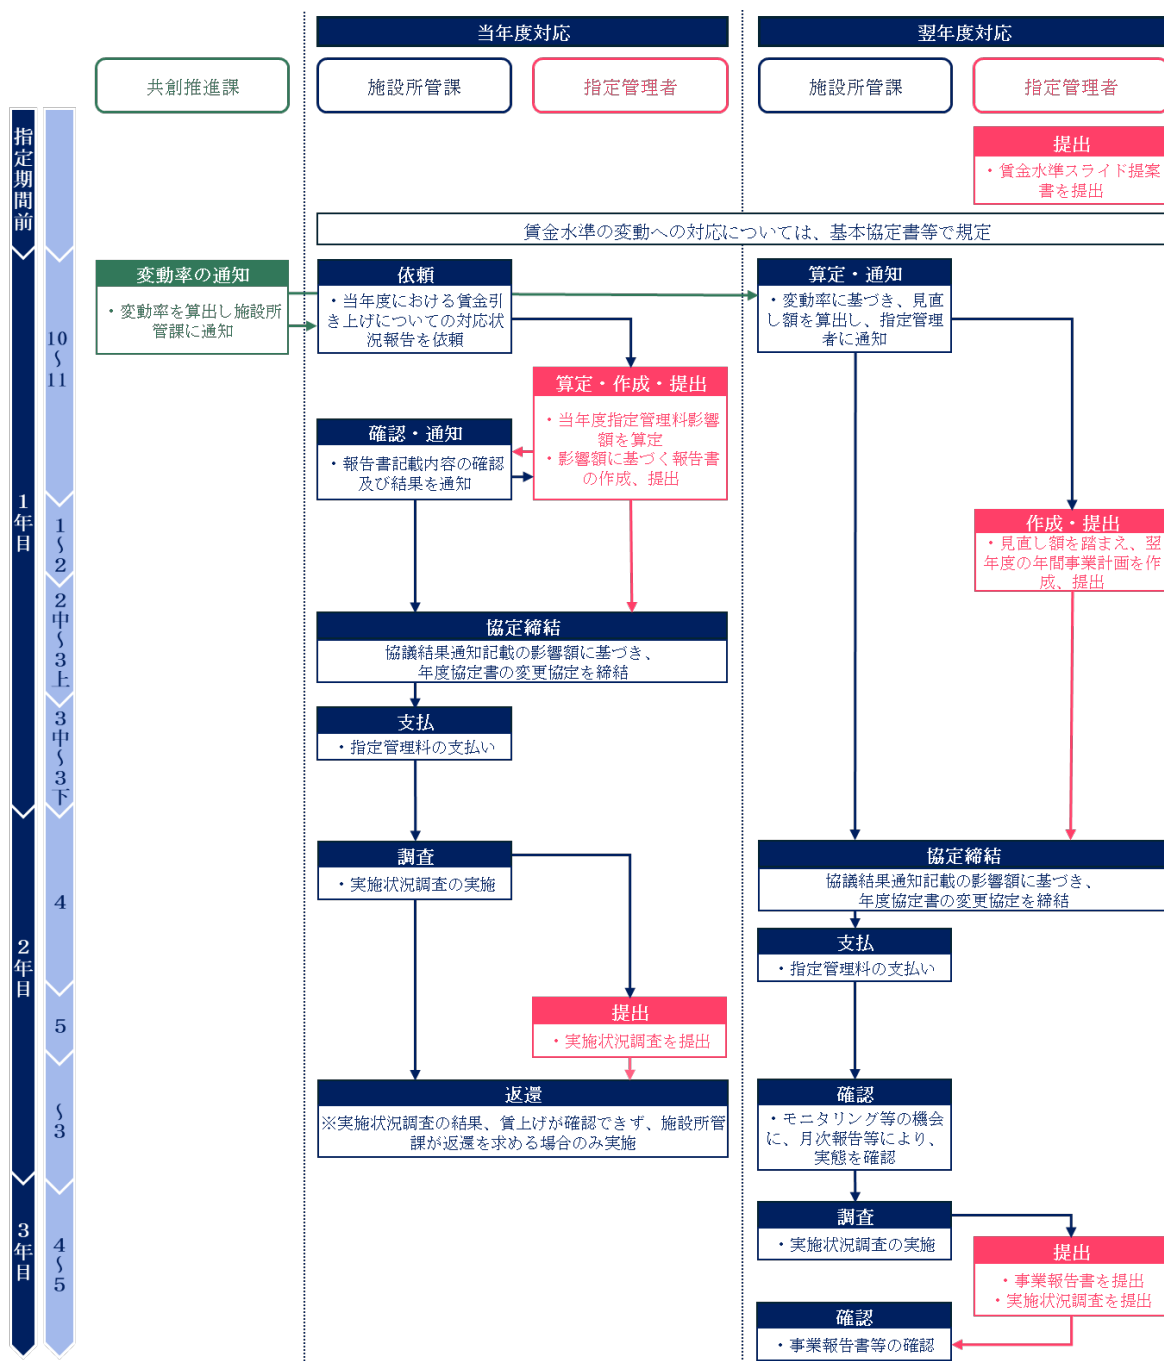 当年度対応
翌年度対応
共創推進課
施設所管課
指定管理者
施設所管課
指定管理者
指定期間前
提出
・賃金水準スライド提案
書を提出
賃金水準の変動への対応については、基本協定書等で規定
1年目
10~11
変動率の通知
・変動率を算出し施設所
管課に通知
依頼
・当年度における賃金引
き上げについての対応状
況報告を依頼
算定・通知
・変動率に基づき、見直
し額を算出し、指定管理
者に通知
算定・作成・提出
・当年度指定管理料影響
額を算定
・影響額に基づく報告書
の作成、提出
確認・通知
・報告書記載内容の確認
及び結果を通知
1~2
作成・提出
・見直し額を踏まえ、翌
年度の年間事業計画を作
成、提出
2中~3上
協定締結
協議結果通知記載の影響額に基づき、
年度協定書の変更協定を締結
3中~3下
支払
・指定管理料の支払い
2年目
4
調査
・実施状況調査の実施
協定締結
協議結果通知記載の影響額に基づき、
年度協定書の変更協定を締結
支払
・指定管理料の支払い
5
提出
・実施状況調査を提出
~3
返還
※実施状況調査の結果、賃上げが確認できず、施設所管
課が返還を求める場合のみ実施
確認
・モニタリング等の機会
に、月次報告等により、
実態を確認
3年目
4~5
調査
・実施状況調査の実施
提出
・事業報告書を提出
・実施状況調査を提出
確認
・事業報告書等の確認